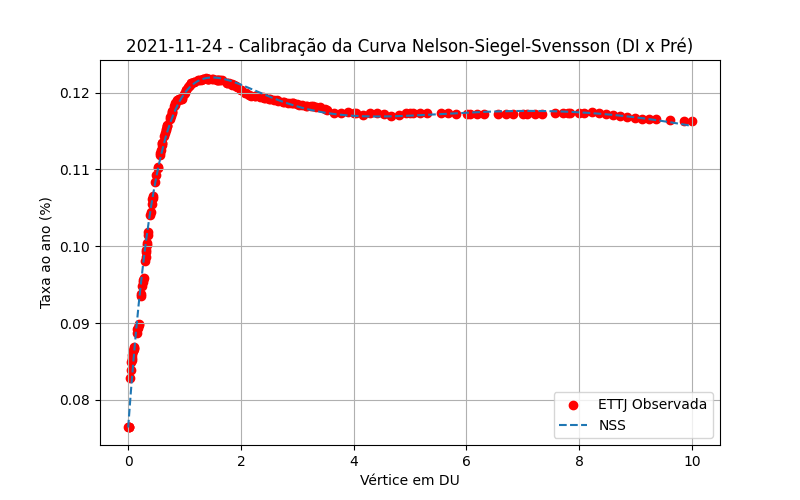 2021-11-24 - Calibração da Curva Nelson-Siegel-Svensson (DI x Pré)
Taxa ao ano (%)
0.12
0.11
0.10
0.09
0.08
ETTJ Observada
NSS
0 2 4 6 8 10
Vértice em DU